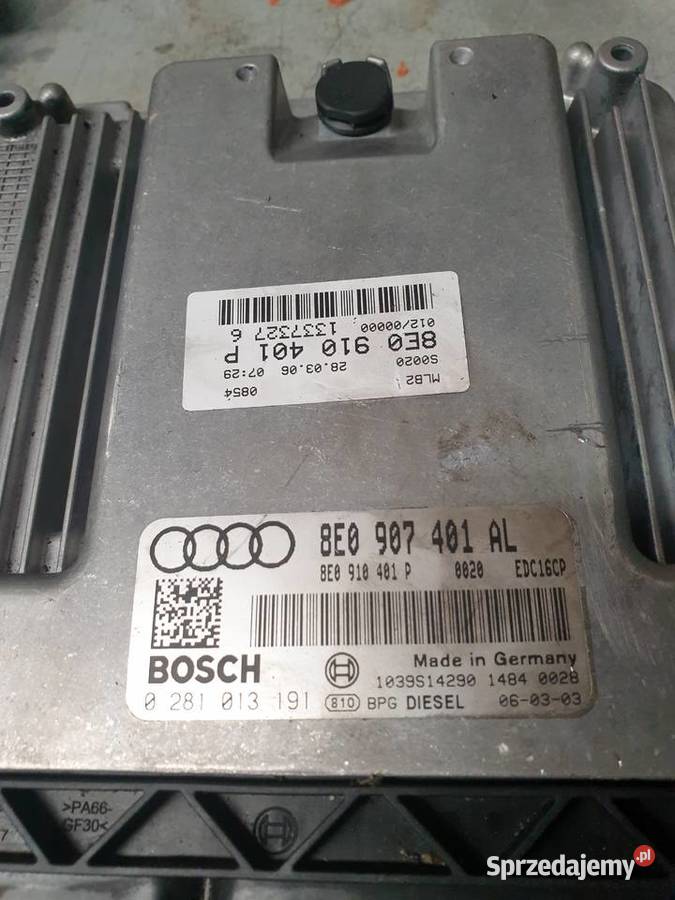 MLB2 0854
S0020 28.03.06 07:29
8E0 910 401 P
012/00000 1337327 6
8E0 907 401 AL
8E0 910 401 P 0020 EDC16CP
BOSCH
Made in Germany
1039S14290 1484 0028
0 281 013 191 810 BPG DIESEL 06-03-03
>PA66-
GF30<
7
Sprzedajemy.pl